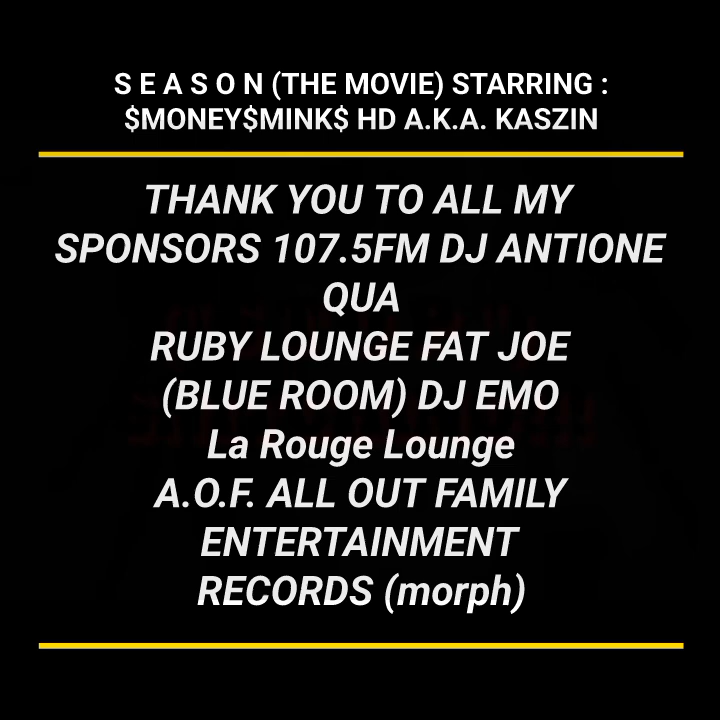 S E A S O N (THE MOVIE) STARRING :
$MONEY$MINK$ HD A.K.A. KASZIN
THANK YOU TO ALL MY
SPONSORS 107.5FM DJ ANTIONE
QUA
RUBY LOUNGE FAT JOE
(BLUE ROOM) DJ EMO
La Rouge Lounge
A.O.F. ALL OUT FAMILY
ENTERTAINMENT
RECORDS (morph)